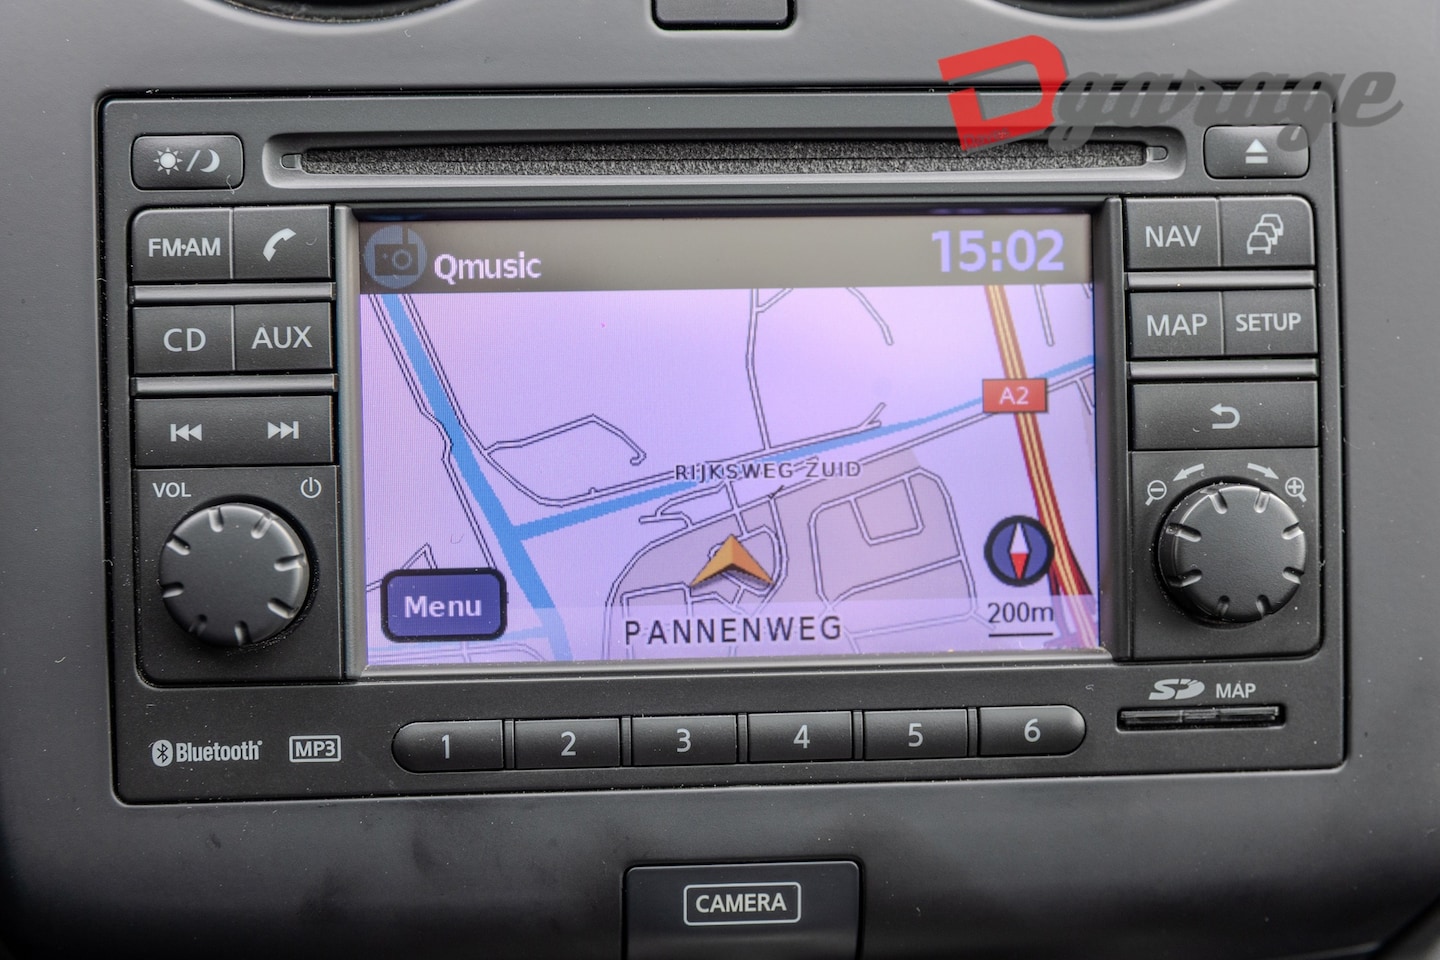 Dgarage
FM·AM
CD
AUX
VOL
Qmusic
15:02
A2
RIJKSWEG ZUID
Menu
PANNENWEG
200m
NAV
MAP
SETUP
SD MAP
Bluetooth
MP3
1
2
3
4
5
6
CAMERA